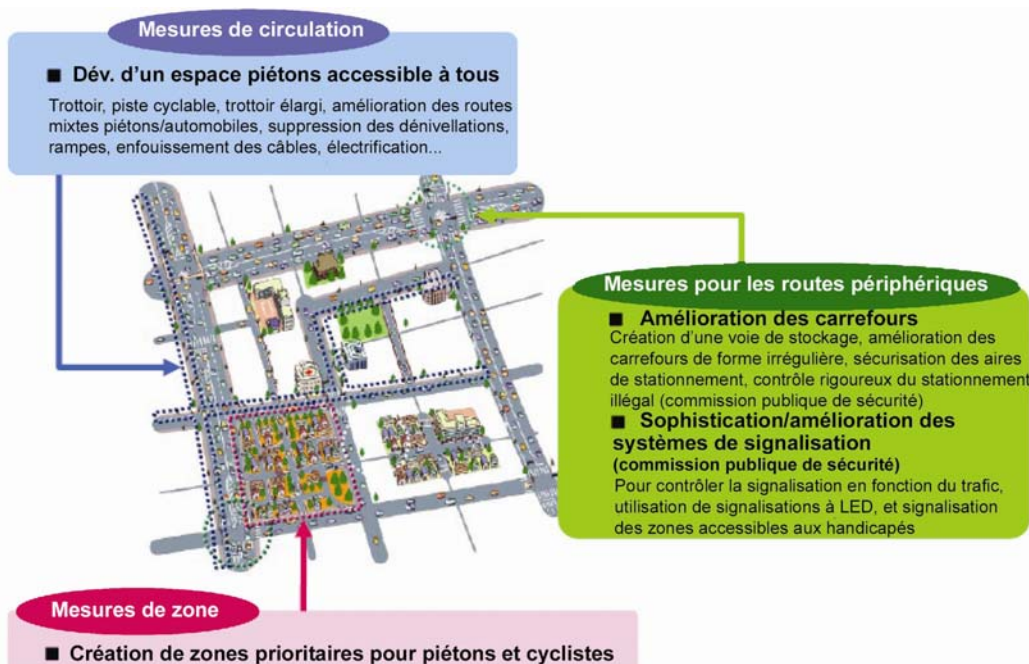 Mesures de circulation
■ Dév. d'un espace piétons accessible à tous
Trottoir, piste cyclable, trottoir élargi, amélioration des routes
mixtes piétons/automobiles, suppression des dénivellations,
rampes, enfouissement des câbles, électrification...
Mesures pour les routes périphériques
■ Amélioration des carrefours
Création d'une voie de stockage, amélioration des
carrefours de forme irrégulière, sécurisation des aires
de stationnement, contrôle rigoureux du stationnement
illégal (commission publique de sécurité)
■ Sophistication/amélioration des
systèmes de signalisation
(commission publique de sécurité)
Pour contrôler la signalisation en fonction du trafic,
utilisation de signalisations à LED, et signalisation
des zones accessibles aux handicapés
Mesures de zone
■ Création de zones prioritaires pour piétons et cyclistes